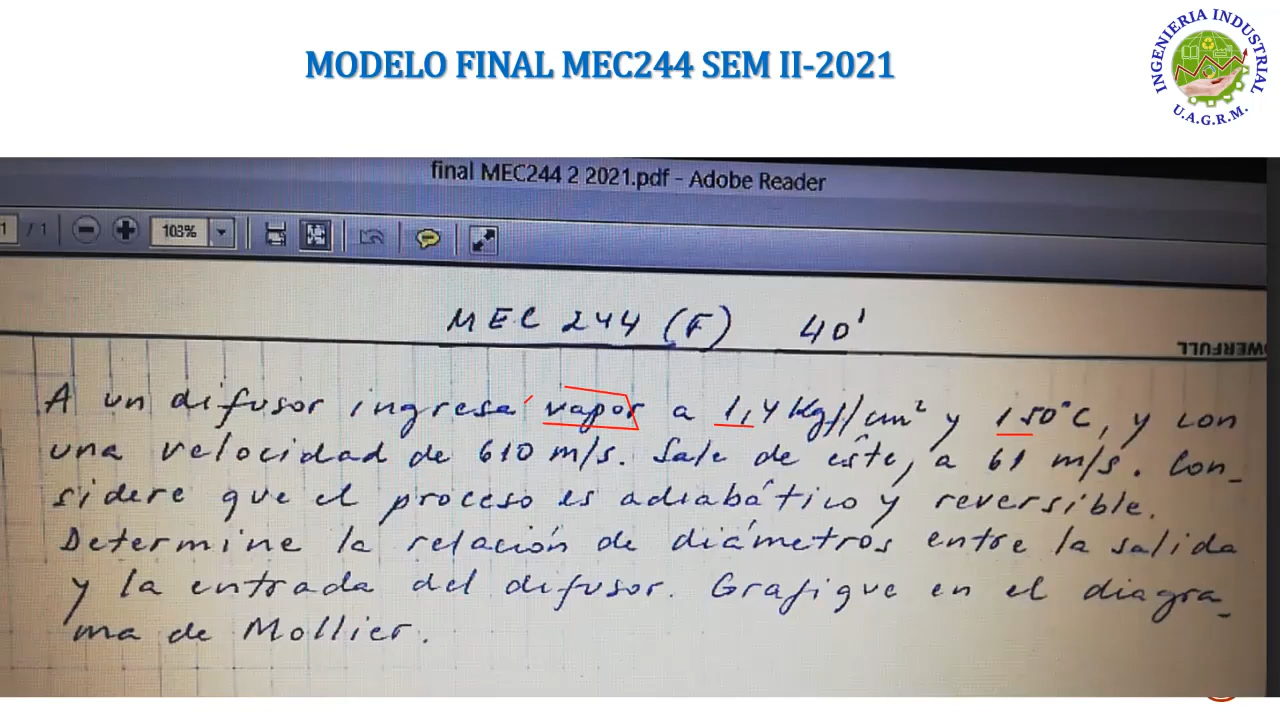 MODELO FINAL MEC244 SEM II-2021
INGENIERIA INDUSTRIAL
U.A.G.R.M.
final MEC244 2 2021.pdf - Adobe Reader
1 / 1
103%
MEC 244 (F) 40'
WERFULL
A un difusor ingresa vapor a 1,4 Kgf/cm² y 150°C, y con
una velocidad de 610 m/s. Sale de éste, a 61 m/s. Con_
sidere que el proceso es adiabático y reversible.
Determine la relación de diámetros entre la salida
y la entrada del difusor. Grafique en el diagra_
ma de Mollier.